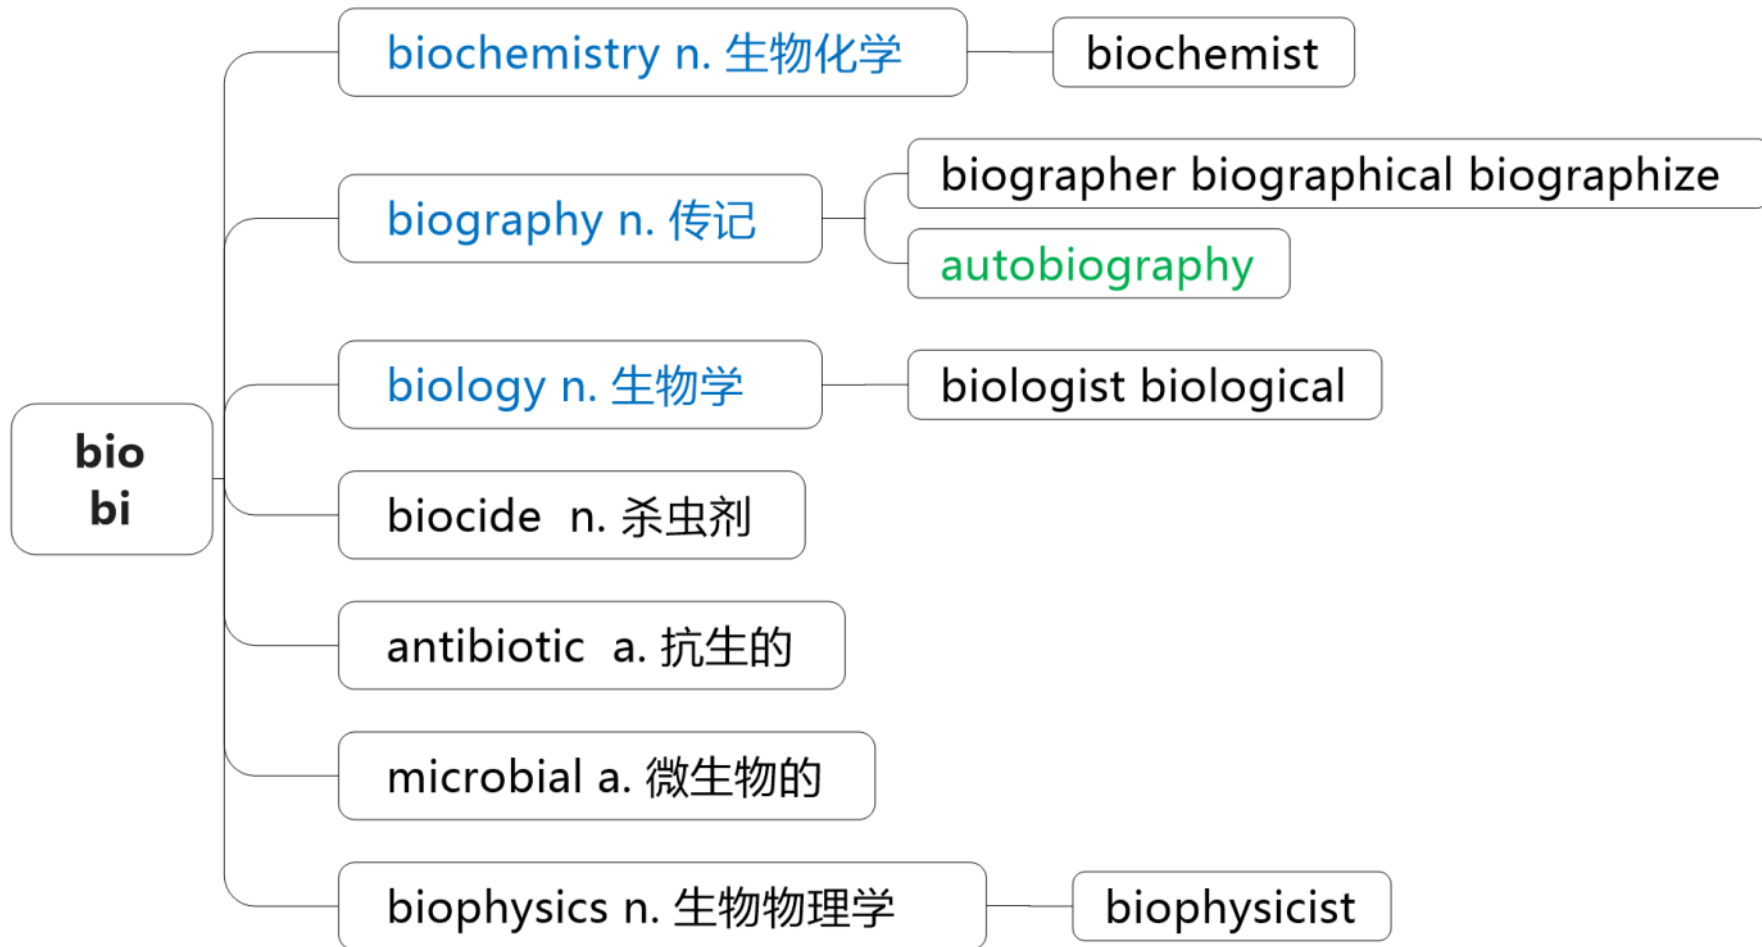 biochemistry n. 生物化学
biochemist
biography n. 传记
biographer biographical biographize
autobiography
biology n. 生物学
biologist biological
bio
bi
biocide n. 杀虫剂
antibiotic a. 抗生的
microbial a. 微生物的
biophysics n. 生物物理学
biophysicist